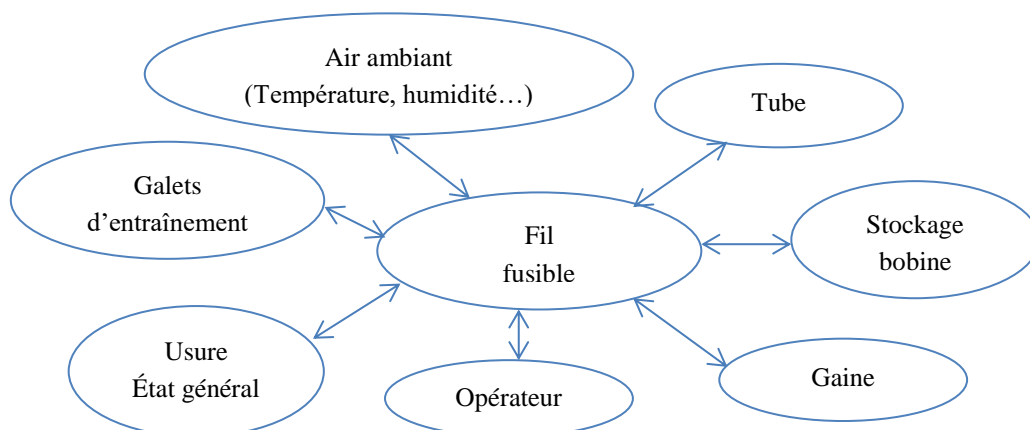 Air ambiant
(Température, humidité…)
Tube
Galets
d’entraînement
Fil
fusible
Stockage
bobine
Usure
État général
Opérateur
Gaine